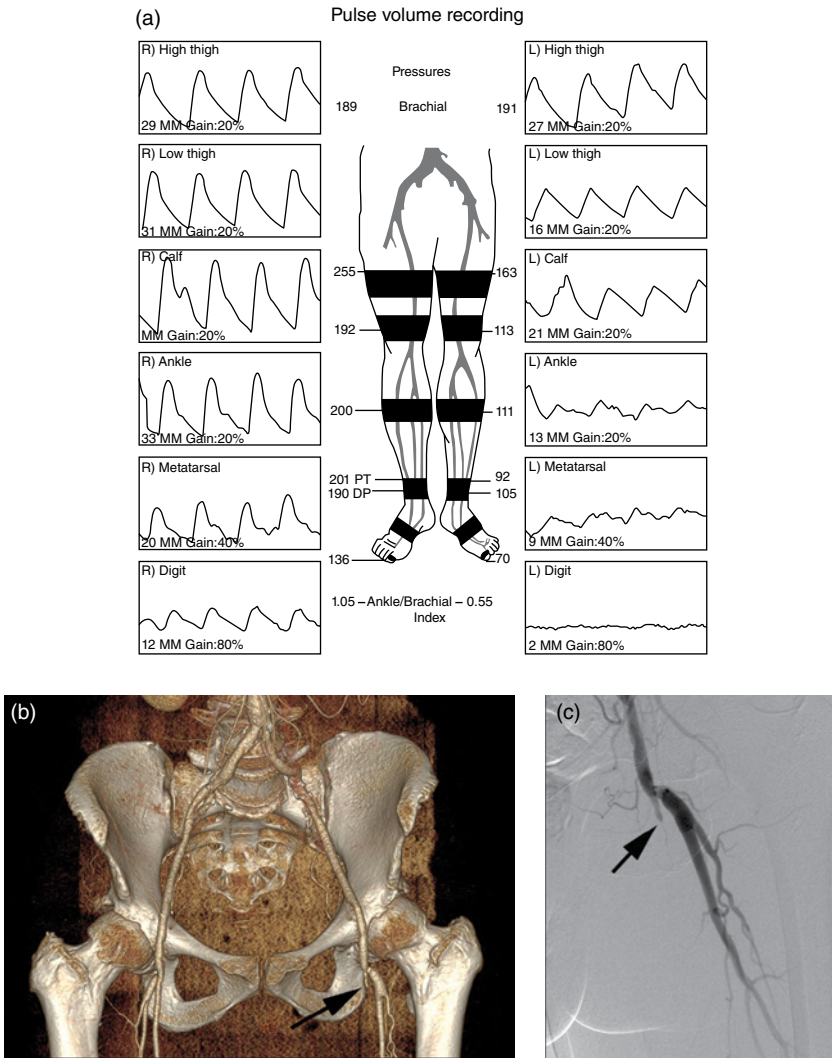 (a)
Pulse volume recording
R) High thigh
29 MM Gain:20%
R) Low thigh
31 MM Gain:20%
R) Calf
MM Gain:20%
R) Ankle
33 MM Gain:20%
R) Metatarsal
20 MM Gain:40%
R) Digit
12 MM Gain:80%
Pressures
189 Brachial 191
255 163
192 113
200 111
201 PT 92
190 DP 105
136 70
1.05 – Ankle/Brachial – 0.55
Index
L) High thigh
27 MM Gain:20%
L) Low thigh
16 MM Gain:20%
L) Calf
21 MM Gain:20%
L) Ankle
13 MM Gain:20%
L) Metatarsal
9 MM Gain:40%
L) Digit
2 MM Gain:80%
(b)
(c)